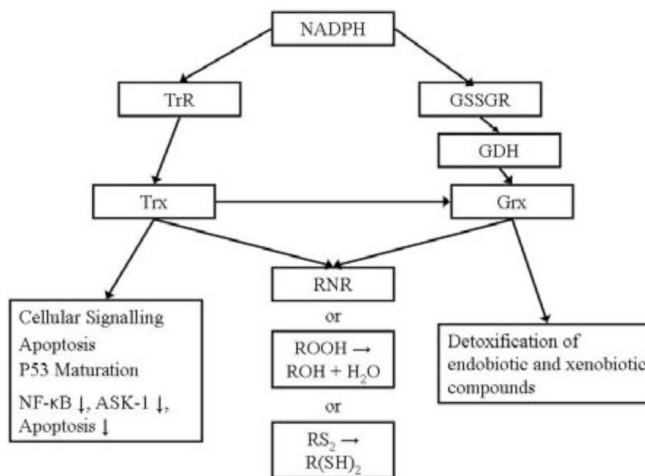 NADPH
TrR
GSSGR
GDH
Trx
Grx
RNR
or
ROOH →
ROH + H₂O
or
RS₂ →
R(SH)₂
Cellular Signalling
Apoptosis
P53 Maturation
NF-κB ↓, ASK-1 ↓,
Apoptosis ↓
Detoxification of
endobiotic and xenobiotic
compounds